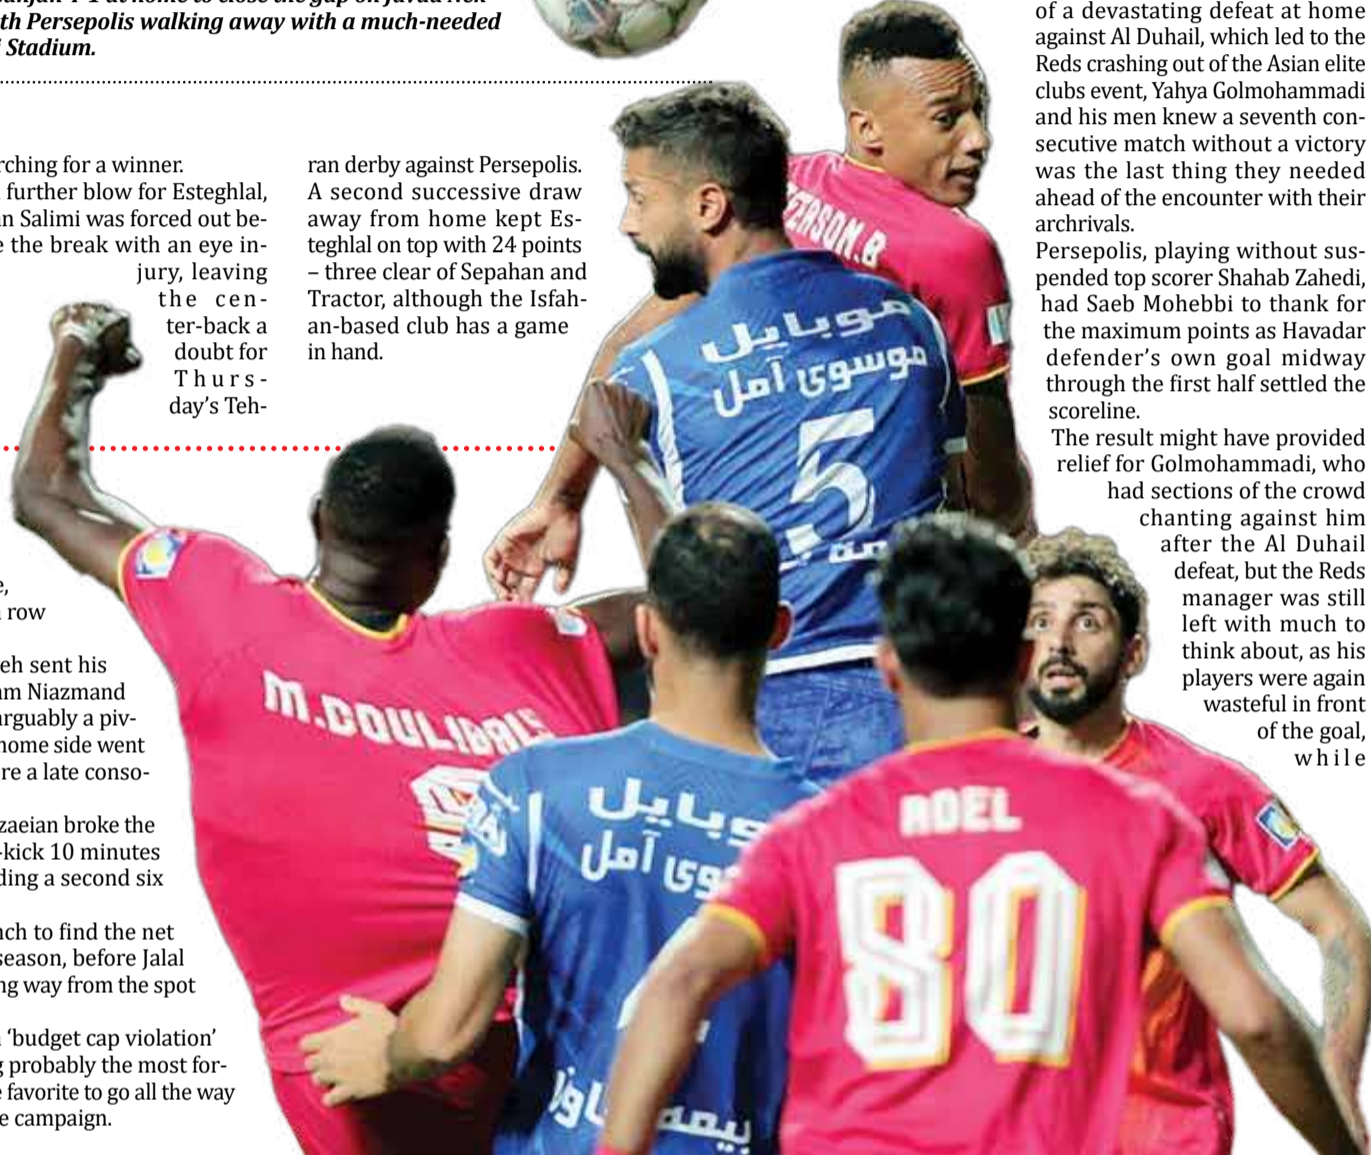 th Persepolis walking away with a much-needed
Stadium.
rching for a winner.
further blow for Esteghlal,
n Salimi was forced out be-
e the break with an eye in-
jury, leaving
the cen-
ter-back a
doubt for
Thurs-
day's Teh-
ran derby against Persepolis.
A second successive draw
away from home kept Es-
teghlal on top with 24 points
– three clear of Sepahan and
Tractor, although the Isfah-
an-based club has a game
in hand.
e,
row
eh sent his
am Niazmand
arguably a piv-
home side went
re a late conso-
zaeian broke the
-kick 10 minutes
ding a second six
nch to find the net
season, before Jalal
ng way from the spot
'budget cap violation'
g probably the most for-
e favorite to go all the way
e campaign.
of a devastating defeat at home
against Al Duhail, which led to the
Reds crashing out of the Asian elite
clubs event, Yahya Golmohammadi
and his men knew a seventh con-
secutive match without a victory
was the last thing they needed
ahead of the encounter with their
archrivals.
Persepolis, playing without sus-
pended top scorer Shahab Zahedi,
had Saeb Mohebbi to thank for
the maximum points as Havadar
defender's own goal midway
through the first half settled the
scoreline.
The result might have provided
relief for Golmohammadi, who
had sections of the crowd
chanting against him
after the Al Duhail
defeat, but the Reds
manager was still
left with much to
think about, as his
players were again
wasteful in front
of the goal,
while
ERSON.B
موبایل
موسوی آمل
5
M.COULIBALY
موبایل
وی آمل
بیمه
ADEL
80